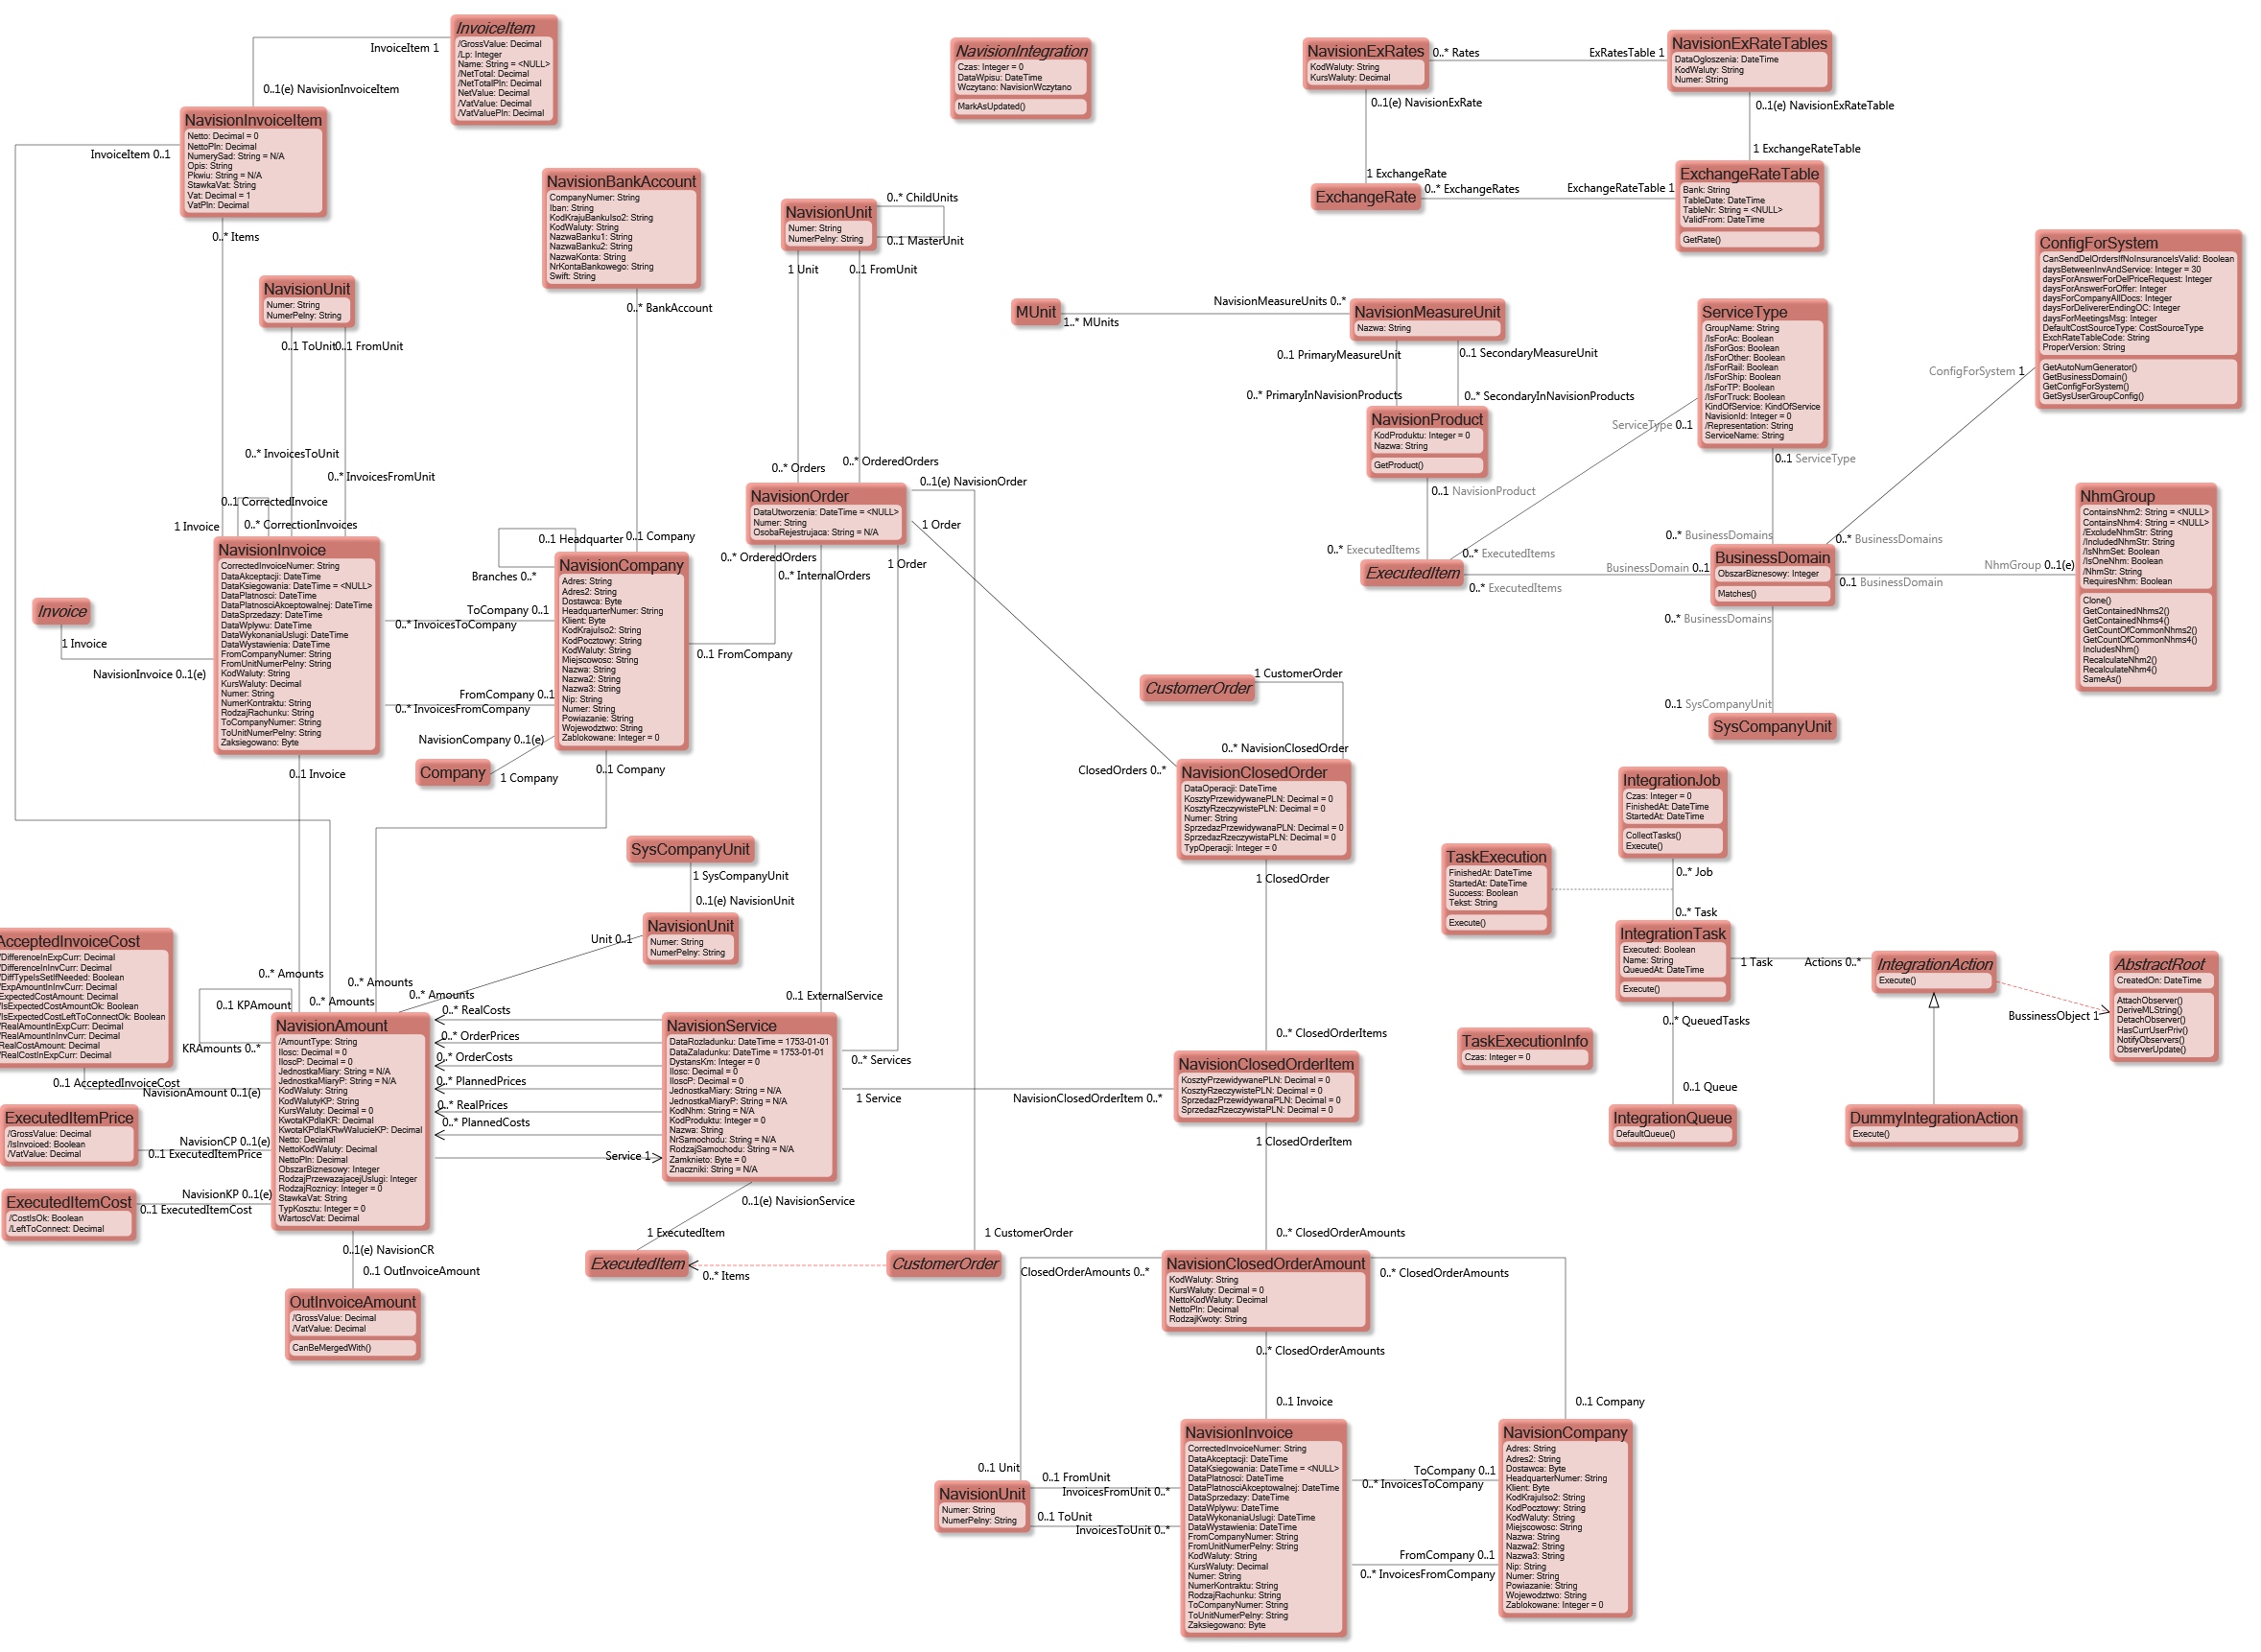 InvoiceItem
/GrossValue: Decimal
/Lp: Integer
Name: String = <NULL>
/NetTotal: Decimal
/NetTotalPln: Decimal
NetValue: Decimal
/VatValue: Decimal
/VatValuePln: Decimal
InvoiceItem 1
0..1(e) NavisionInvoiceItem
NavisionInvoiceItem
Netto: Decimal = 0
NettoPln: Decimal
NumerySad: String = N/A
Opis: String
Pkwiu: String = N/A
StawkaVat: String
Vat: Decimal = 1
VatPln: Decimal
InvoiceItem 0..1
0..* Items
NavisionIntegration
Czas: Integer = 0
DataWpisu: DateTime
Wczytano: NavisionWczytano
MarkAsUpdated()
NavisionExRates
KodWaluty: String
KursWaluty: Decimal
0..* Rates
ExRatesTable 1
NavisionExRateTables
DataOgloszenia: DateTime
KodWaluty: String
Numer: String
0..1(e) NavisionExRate
0..1(e) NavisionExRateTable
1 ExchangeRate
1 ExchangeRateTable
ExchangeRate
0..* ExchangeRates
ExchangeRateTable 1
ExchangeRateTable
Bank: String
TableDate: DateTime
TableNr: String = <NULL>
ValidFrom: DateTime
GetRate()
NavisionBankAccount
CompanyNumer: String
Iban: String
KodKrajuBankuIso2: String
KodWaluty: String
NazwaBanku1: String
NazwaBanku2: String
NazwaKonta: String
NrKontaBankowego: String
Swift: String
0..* BankAccount
NavisionUnit
Numer: String
NumerPelny: String
0..* ChildUnits
0..1 MasterUnit
1 Unit
0..1 FromUnit
NavisionUnit
Numer: String
NumerPelny: String
0..1 ToUnit
0..1 FromUnit
0..* InvoicesToUnit
0..* InvoicesFromUnit
0..1 CorrectedInvoice
0..* CorrectionInvoices
1 Invoice
MUnit
1..* MUnits
NavisionMeasureUnits 0..*
NavisionMeasureUnit
Nazwa: String
0..1 PrimaryMeasureUnit
0..1 SecondaryMeasureUnit
0..* PrimaryInNavisionProducts
0..* SecondaryInNavisionProducts
NavisionProduct
KodProduktu: Integer = 0
Nazwa: String
GetProduct()
0..1 NavisionProduct
ServiceType
GroupName: String
/IsForAc: Boolean
/IsForGos: Boolean
/IsForOther: Boolean
/IsForRail: Boolean
/IsForShip: Boolean
/IsForTP: Boolean
/IsForTruck: Boolean
KindOfService: KindOfService
NavisionId: Integer = 0
/Representation: String
ServiceName: String
ServiceType 0..1
0..1 ServiceType
ConfigForSystem
CanSendDelOrdersIfNoInsuranceIsValid: Boolean
daysBetweenInvAndService: Integer = 30
daysForAnswerForDelPriceRequest: Integer
daysForAnswerForOffer: Integer
daysForCompanyAllDocs: Integer
daysForDelivererEndingOC: Integer
daysForMeetingsMsg: Integer
DefaultCostSourceType: CostSourceType
ExchRateTableCode: String
ProperVersion: String
GetAutoNumGenerator()
GetBusinessDomain()
GetConfigForSystem()
GetSysUserGroupConfig()
ConfigForSystem 1
0..* BusinessDomains
0..* BusinessDomains
0..* ExecutedItems
0..* ExecutedItems
ExecutedItem
0..* ExecutedItems
BusinessDomain 0..1
BusinessDomain
ObszarBiznesowy: Integer
Matches()
NhmGroup 0..1(e)
0..1 BusinessDomain
0..* BusinessDomains
0..1 SysCompanyUnit
SysCompanyUnit
NhmGroup
ContainsNhm2: String = <NULL>
ContainsNhm4: String = <NULL>
/ExcludeNhmStr: String
/IncludedNhmStr: String
/IsNhmSet: Boolean
/IsOneNhm: Boolean
/NhmStr: String
RequiresNhm: Boolean
Clone()
GetContainedNhms2()
GetContainedNhms4()
GetCountOfCommonNhms2()
GetCountOfCommonNhms4()
IncludesNhm()
RecalculateNhm2()
RecalculateNhm4()
SameAs()
0..* Orders
0..* OrderedOrders
NavisionOrder
DataUtworzenia: DateTime = <NULL>
Numer: String
OsobaRejestrujaca: String = N/A
0..1(e) NavisionOrder
1 Order
0..* OrderedOrders
0..* InternalOrders
1 Order
NavisionInvoice
CorrectedInvoiceNumer: String
DataAkceptacji: DateTime
DataKsiegowania: DateTime = <NULL>
DataPlatnosci: DateTime
DataPlatnosciAkceptowalnej: DateTime
DataSprzedazy: DateTime
DataWplywu: DateTime
DataWykonaniaUslugi: DateTime
DataWystawienia: DateTime
FromCompanyNumer: String
FromUnitNumerPelny: String
KodWaluty: String
KursWaluty: Decimal
Numer: String
NumerKontraktu: String
RodzajRachunku: String
ToCompanyNumer: String
ToUnitNumerPelny: String
Zaksiegowano: Byte
Invoice
1 Invoice
NavisionInvoice 0..1(e)
0..1 Invoice
0..1 Headquarter
0..1 Company
Branches 0..*
NavisionCompany
Adres: String
Adres2: String
Dostawca: Byte
HeadquarterNumer: String
Klient: Byte
KodKrajuIso2: String
KodPocztowy: String
KodWaluty: String
Miejscowosc: String
Nazwa: String
Nazwa2: String
Nazwa3: String
Nip: String
Numer: String
Powiazanie: String
Wojewodztwo: String
Zablokowane: Integer = 0
ToCompany 0..1
0..* InvoicesToCompany
FromCompany 0..1
0..* InvoicesFromCompany
0..1 FromCompany
NavisionCompany 0..1(e)
Company
1 Company
0..1 Company
CustomerOrder
1 CustomerOrder
0..* NavisionClosedOrder
ClosedOrders 0..*
NavisionClosedOrder
DataOperacji: DateTime
KosztyPrzewidywanePLN: Decimal = 0
KosztyRzeczywistePLN: Decimal = 0
Numer: String
SprzedazPrzewidywanaPLN: Decimal = 0
SprzedazRzeczywistaPLN: Decimal = 0
TypOperacji: Integer = 0
1 ClosedOrder
IntegrationJob
Czas: Integer = 0
FinishedAt: DateTime
StartedAt: DateTime
CollectTasks()
Execute()
0..* Job
TaskExecution
FinishedAt: DateTime
StartedAt: DateTime
Success: Boolean
Tekst: String
Execute()
0..* Task
IntegrationTask
Executed: Boolean
Name: String
QueuedAt: DateTime
Execute()
1 Task
Actions 0..*
IntegrationAction
Execute()
AbstractRoot
CreatedOn: DateTime
AttachObserver()
DeriveMLString()
DetachObserver()
HasCurrUserPriv()
NotifyObservers()
ObserverUpdate()
BussinessObject 1
0..* QueuedTasks
TaskExecutionInfo
Czas: Integer = 0
0..1 Queue
IntegrationQueue
DefaultQueue()
DummyIntegrationAction
Execute()
SysCompanyUnit
1 SysCompanyUnit
0..1(e) NavisionUnit
NavisionUnit
Numer: String
NumerPelny: String
Unit 0..1
AcceptedInvoiceCost
/DifferenceInExpCurr: Decimal
/DifferenceInInvCurr: Decimal
/DiffTypeIsSetIfNeeded: Boolean
/ExpAmountInInvCurr: Decimal
ExpectedCostAmount: Decimal
/IsExpectedCostAmountOk: Boolean
/IsExpectedCostLeftToConnectOk: Boolean
/RealAmountInExpCurr: Decimal
/RealAmountInInvCurr: Decimal
RealCostAmount: Decimal
/RealCostInExpCurr: Decimal
0..1 AcceptedInvoiceCost
NavisionAmount 0..1(e)
0..* Amounts
0..* Amounts
0..* Amounts
0..* Amounts
0..1 KPAmount
KRAmounts 0..*
NavisionAmount
/AmountType: String
Ilosc: Decimal = 0
IloscP: Decimal = 0
JednostkaMiary: String = N/A
JednostkaMiaryP: String = N/A
KodWaluty: String
KodWalutyKP: String
KursWaluty: Decimal = 0
KwotaKPdlaKR: Decimal
KwotaKPdlaKRwWalucieKP: Decimal
Netto: Decimal
NettoKodWaluty: Decimal
NettoPln: Decimal
ObszarBiznesowy: Integer
RodzajPrzewazajacejUslugi: Integer
RodzajRoznicy: Integer = 0
StawkaVat: String
TypKosztu: Integer = 0
WartoscVat: Decimal
ExecutedItemPrice
/GrossValue: Decimal
/IsInvoiced: Boolean
/VatValue: Decimal
NavisionCP 0..1(e)
0..1 ExecutedItemPrice
ExecutedItemCost
/CostIsOk: Boolean
/LeftToConnect: Decimal
NavisionKP 0..1(e)
0..1 ExecutedItemCost
0..1(e) NavisionCR
0..1 OutInvoiceAmount
OutInvoiceAmount
/GrossValue: Decimal
/VatValue: Decimal
CanBeMergedWith()
0..* RealCosts
0..* OrderPrices
0..* OrderCosts
0..* PlannedPrices
0..* RealPrices
0..* PlannedCosts
Service 1
0..1 ExternalService
NavisionService
DataRozladunku: DateTime = 1753-01-01
DataZaladunku: DateTime = 1753-01-01
DystansKm: Integer = 0
Ilosc: Decimal = 0
IloscP: Decimal = 0
JednostkaMiary: String = N/A
JednostkaMiaryP: String = N/A
KodNhm: String = N/A
KodProduktu: Integer = 0
Nazwa: String
NrSamochodu: String = N/A
RodzajSamochodu: String = N/A
Zamknieto: Byte = 0
Znaczniki: String = N/A
0..* Services
1 Service
NavisionClosedOrderItem 0..*
0..1(e) NavisionService
1 ExecutedItem
ExecutedItem
0..* Items
1 CustomerOrder
CustomerOrder
0..* ClosedOrderItems
NavisionClosedOrderItem
KosztyPrzewidywanePLN: Decimal = 0
KosztyRzeczywistePLN: Decimal = 0
SprzedazPrzewidywanaPLN: Decimal = 0
SprzedazRzeczywistaPLN: Decimal = 0
1 ClosedOrderItem
0..* ClosedOrderAmounts
NavisionClosedOrderAmount
KodWaluty: String
KursWaluty: Decimal = 0
NettoKodWaluty: Decimal
NettoPln: Decimal
RodzajKwoty: String
ClosedOrderAmounts 0..*
0..* ClosedOrderAmounts
0..* ClosedOrderAmounts
0..1 Invoice
0..1 Company
0..1 Unit
NavisionUnit
Numer: String
NumerPelny: String
0..1 FromUnit
InvoicesFromUnit 0..*
0..1 ToUnit
InvoicesToUnit 0..*
NavisionInvoice
CorrectedInvoiceNumer: String
DataAkceptacji: DateTime
DataKsiegowania: DateTime = <NULL>
DataPlatnosci: DateTime
DataPlatnosciAkceptowalnej: DateTime
DataSprzedazy: DateTime
DataWplywu: DateTime
DataWykonaniaUslugi: DateTime
DataWystawienia: DateTime
FromCompanyNumer: String
FromUnitNumerPelny: String
KodWaluty: String
KursWaluty: Decimal
Numer: String
NumerKontraktu: String
RodzajRachunku: String
ToCompanyNumer: String
ToUnitNumerPelny: String
Zaksiegowano: Byte
ToCompany 0..1
0..* InvoicesToCompany
FromCompany 0..1
0..* InvoicesFromCompany
NavisionCompany
Adres: String
Adres2: String
Dostawca: Byte
HeadquarterNumer: String
Klient: Byte
KodKrajuIso2: String
KodPocztowy: String
KodWaluty: String
Miejscowosc: String
Nazwa: String
Nazwa2: String
Nazwa3: String
Nip: String
Numer: String
Powiazanie: String
Wojewodztwo: String
Zablokowane: Integer = 0